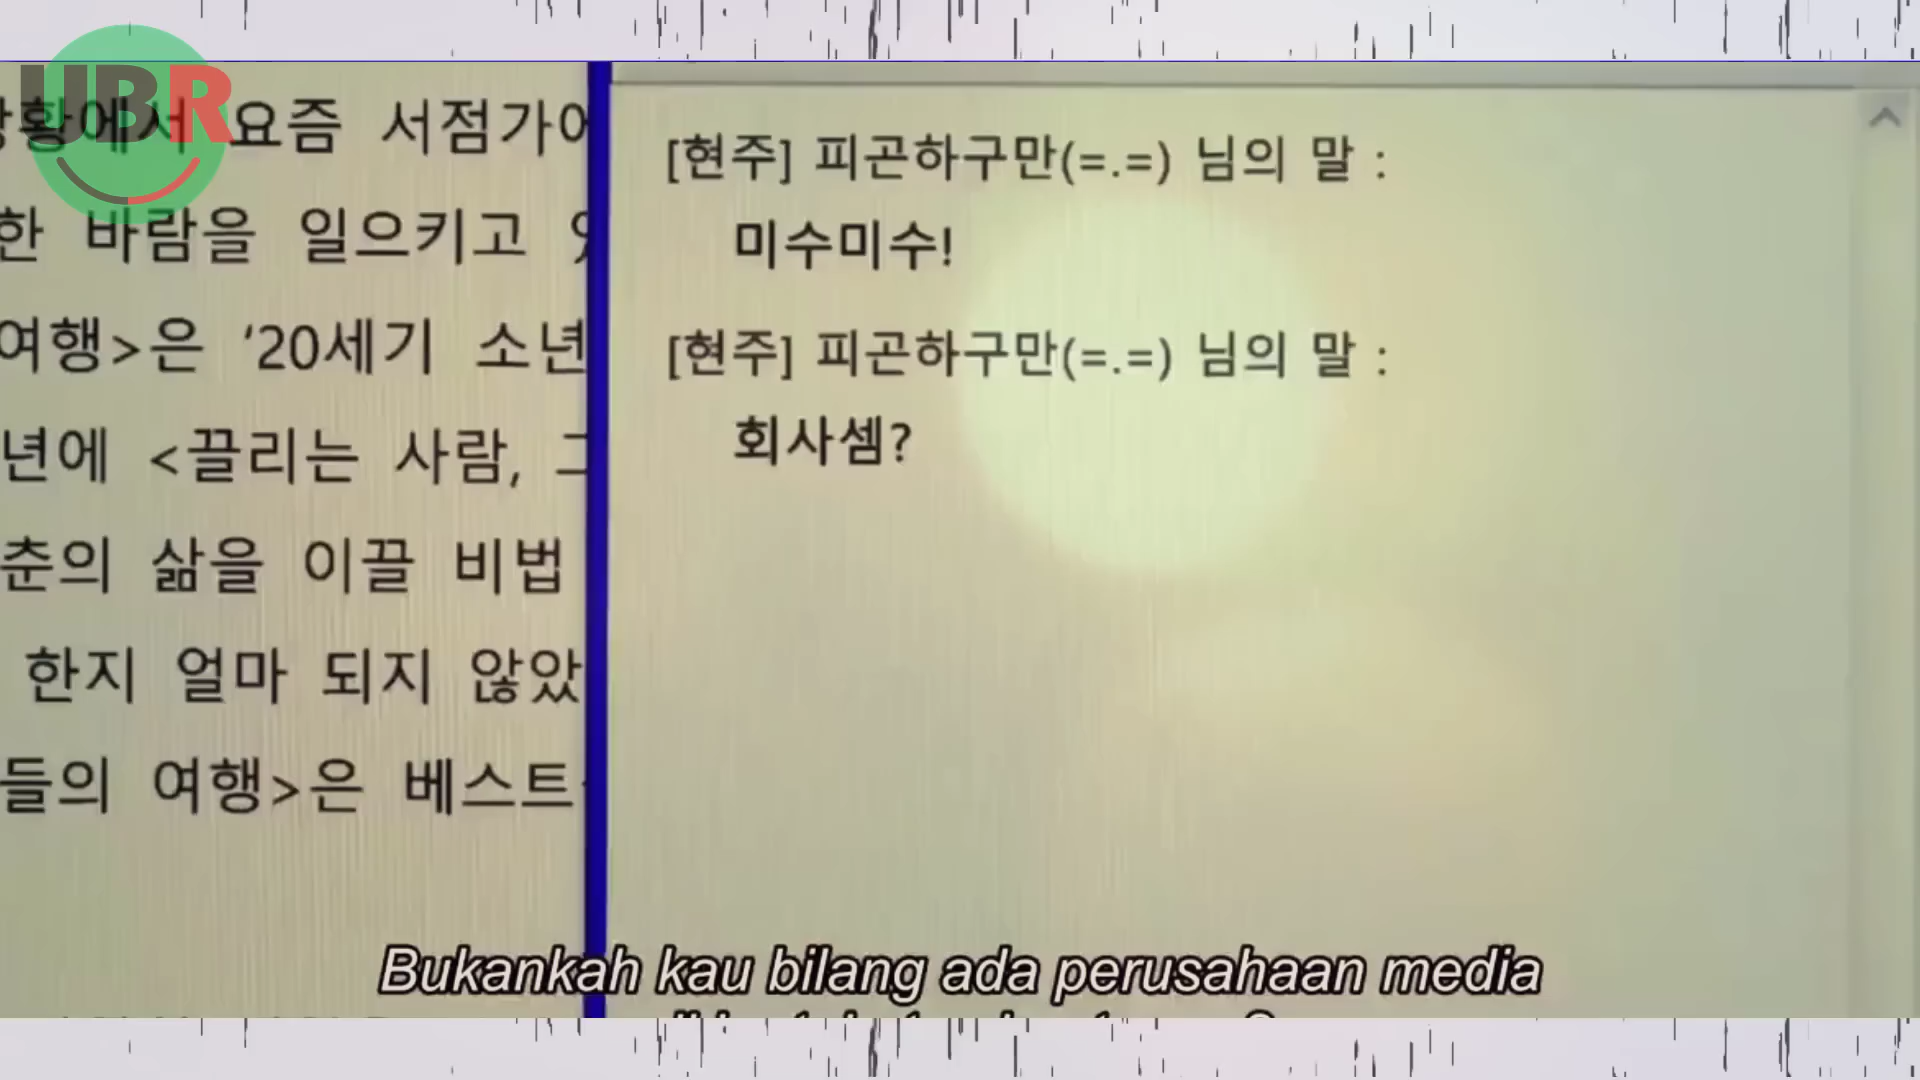 UBR
에서 요즘 서점가에
한 바람을 일으키고
여행>은 ‘20세기 소년
년에 <끌리는 사람, 그
춘의 삶을 이끌 비법
한지 얼마 되지 않았
들의 여행>은 베스트
[현주] 피곤하구만(=.=) 님의 말 :
미수미수!
[현주] 피곤하구만(=.=) 님의 말 :
회사셈?
Bukankah kau bilang ada perusahaan media